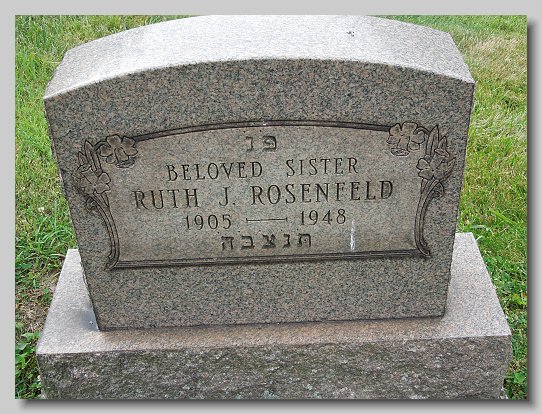 פנ
BELOVED SISTER
RUTH J. ROSENFELD
1905 — 1948
תנצבה